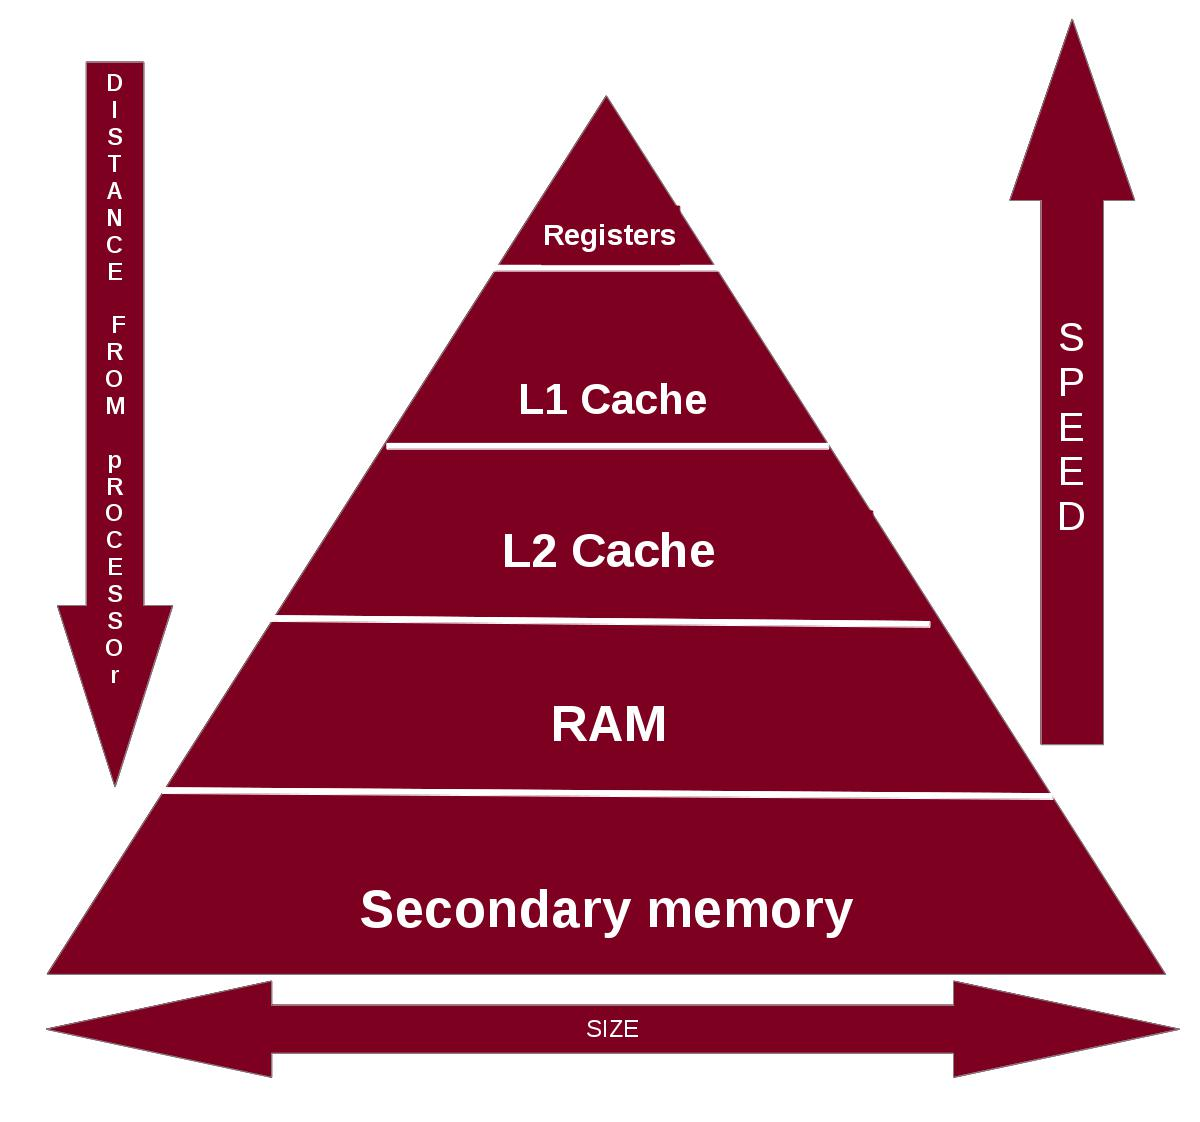 DISTANCE FROM pROCESSOr
Registers
L1 Cache
L2 Cache
RAM
Secondary memory
SPEED
SIZE